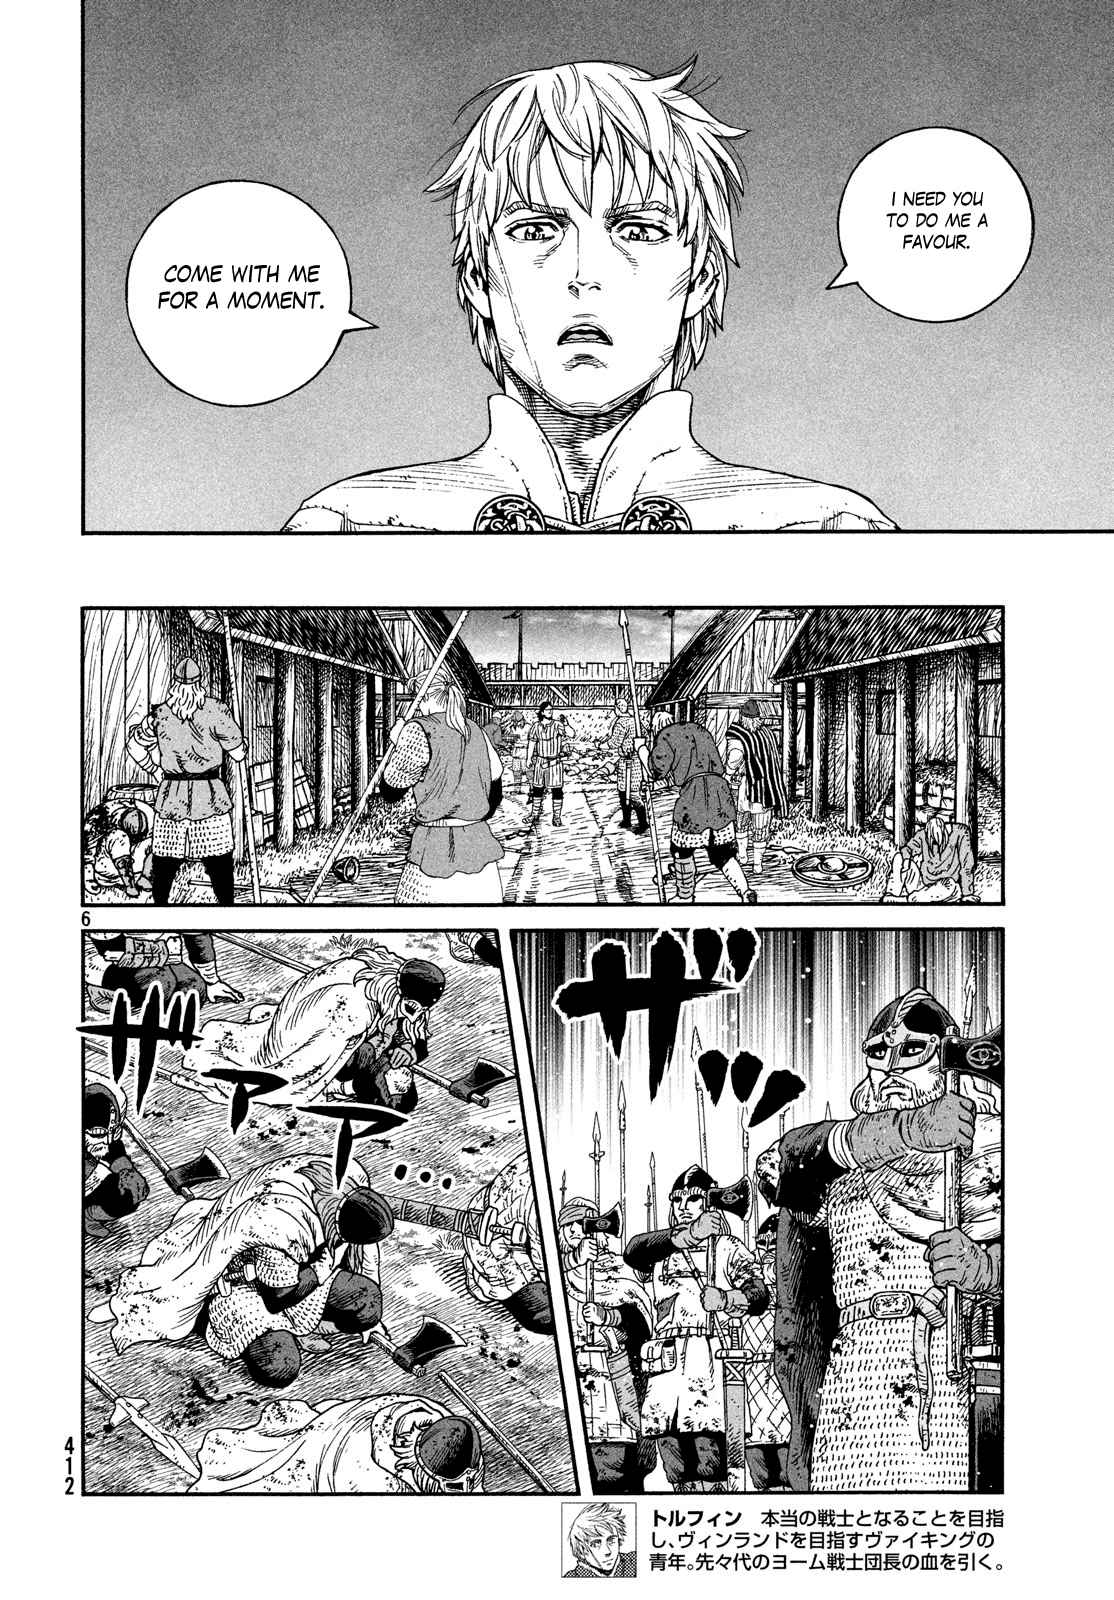 I NEED YOU
TO DO ME A
FAVOUR.
COME WITH ME
FOR A MOMENT.
6
ザッ
ザアア…
412
トルフィン 本当の戦士となることを目指
し、ヴィンランドを目指すヴァイキングの
青年。先々代のヨーム戦士団長の血を引く。